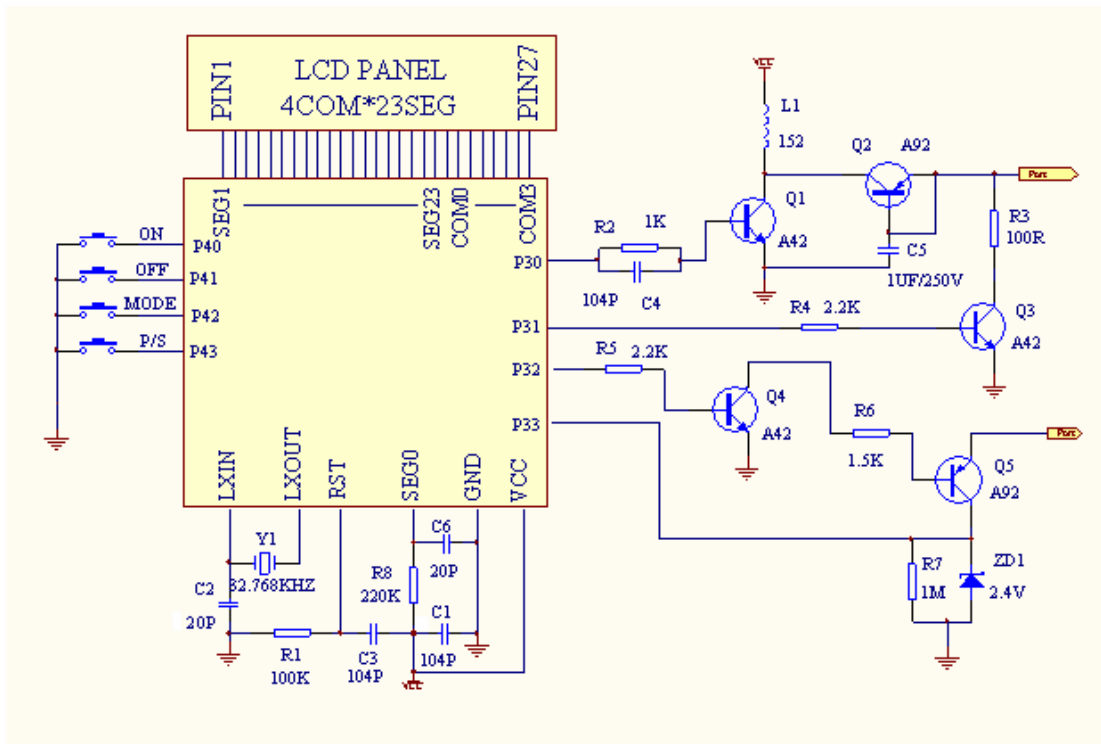 LCD PANEL
4COM*23SEG
PIN1
PIN27
SEG1
SEG23
COM0
COM3
ON
P40
OFF
P41
MODE
P42
P/S
P43
P30
P31
P32
P33
LXIN
LXOUT
RST
SEG0
GND
VCC
VCC
L1
152
Q2
A92
Port
R2
1K
Q1
A42
R3
100R
C5
1UF/250V
104P
C4
R4
2.2K
Q3
A42
R5
2.2K
Q4
A42
R6
1.5K
Port
Q5
A92
R7
1M
ZD1
2.4V
Y1
32.768KHZ
C2
20P
R8
220K
C6
20P
C1
104P
R1
100K
C3
104P
VCC